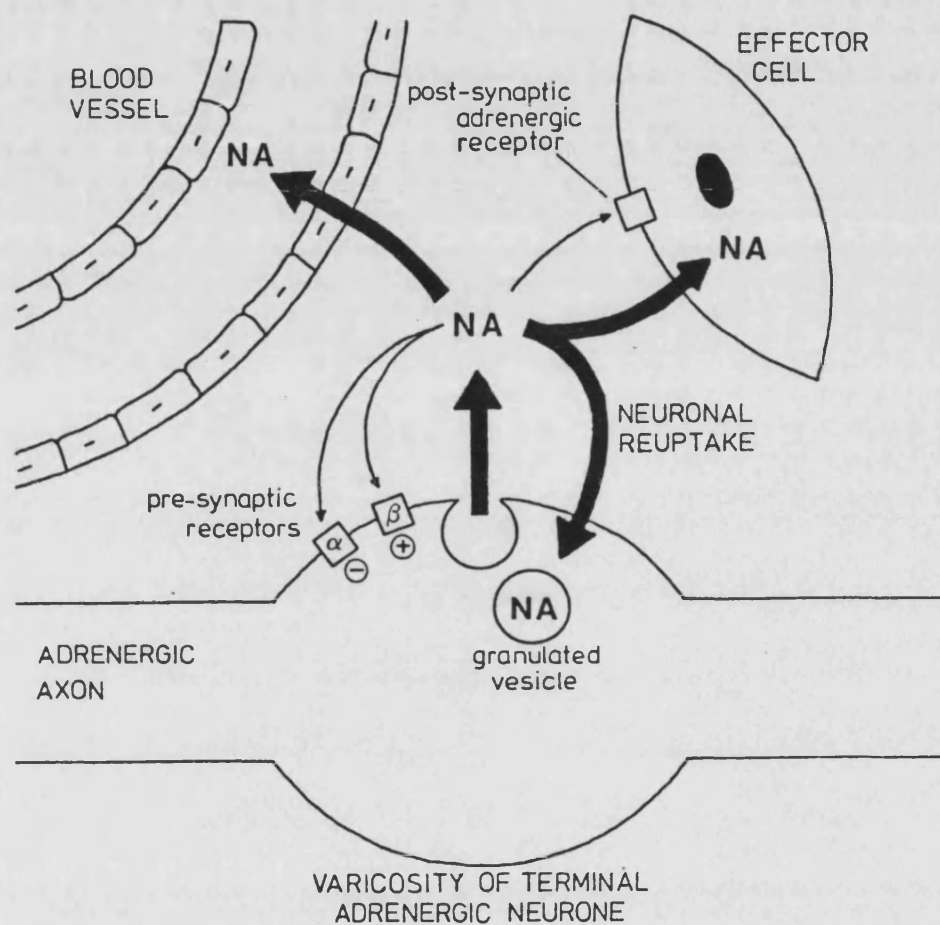 BLOOD
VESSEL
EFFECTOR
CELL
post-synaptic
adrenergic
receptor
NA
NA
NA
NEURONAL
REUPTAKE
pre-synaptic
receptors
α
⊖
β
⊕
NA
granulated
vesicle
ADRENERGIC
AXON
VARICOSITY OF TERMINAL
ADRENERGIC NEURONE